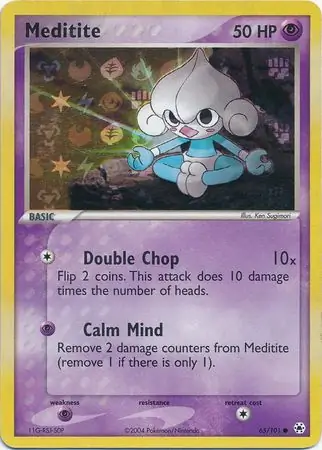 Meditite 50 HP
BASIC
Illus. Ken Sugimori
Double Chop 10x
Flip 2 coins. This attack does 10 damage
times the number of heads.
Calm Mind
Remove 2 damage counters from Meditite
(remove 1 if there is only 1).
weakness resistance retreat cost
©2004 Pokémon/Nintendo